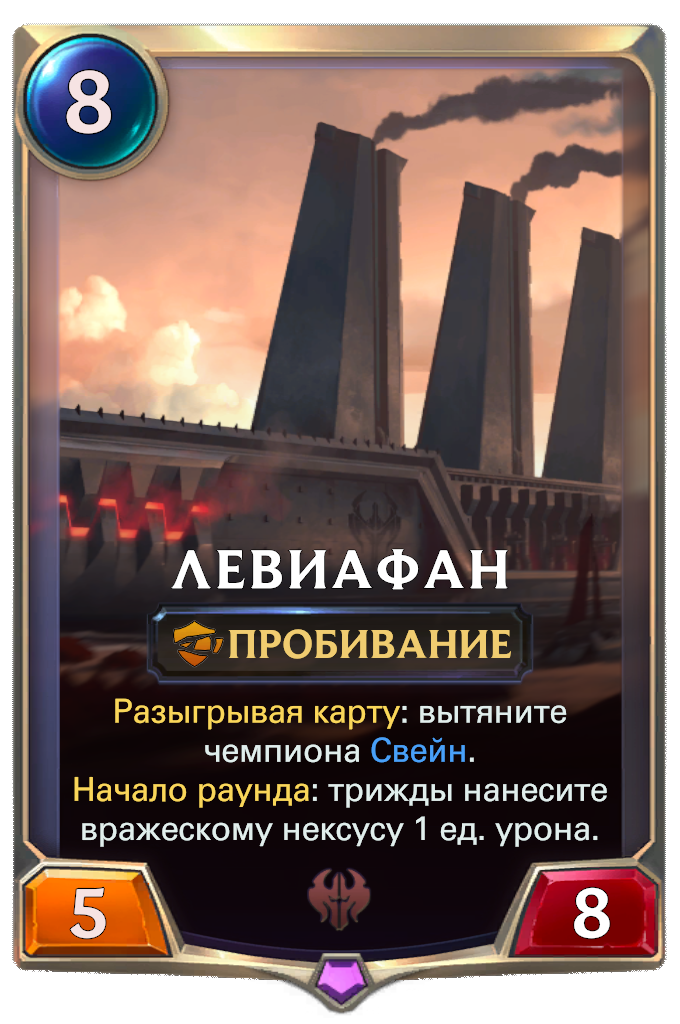 8
ЛЕВИАФАН
ПРОБИВАНИЕ
Разыгрывая карту: вытяните
чемпиона Свейн.
Начало раунда: трижды нанесите
вражескому нексусу 1 ед. урона.
5
8